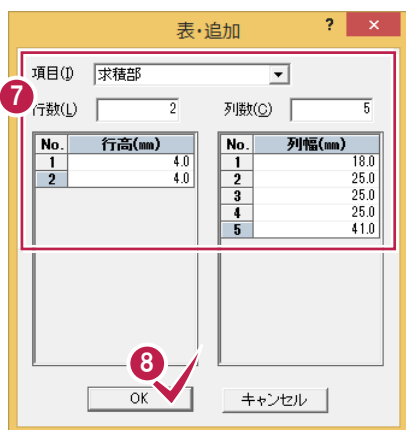 表・追加 ? ×
7
項目(I) 求積部
行数(L) 2 列数(C) 5
No. 行高(mm)
1 4.0
2 4.0
No. 列幅(mm)
1 18.0
2 25.0
3 25.0
4 25.0
5 41.0
8
OK キャンセル